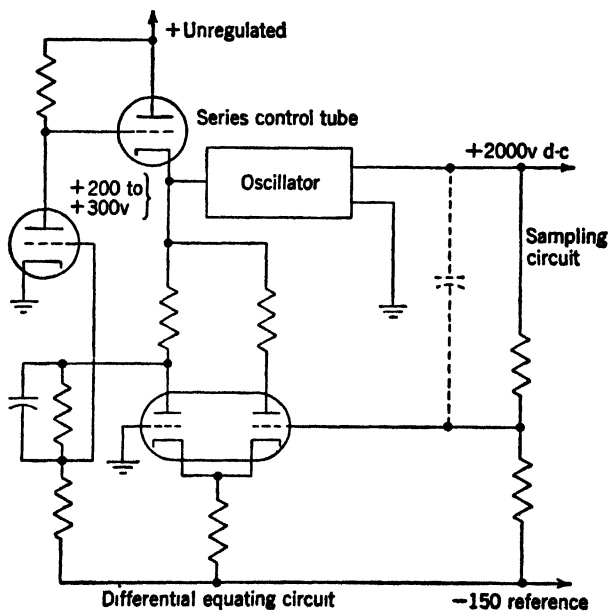 + Unregulated
Series control tube
+2000v d-c
+200 to
+300v
Oscillator
Sampling
circuit
Differential equating circuit
-150 reference